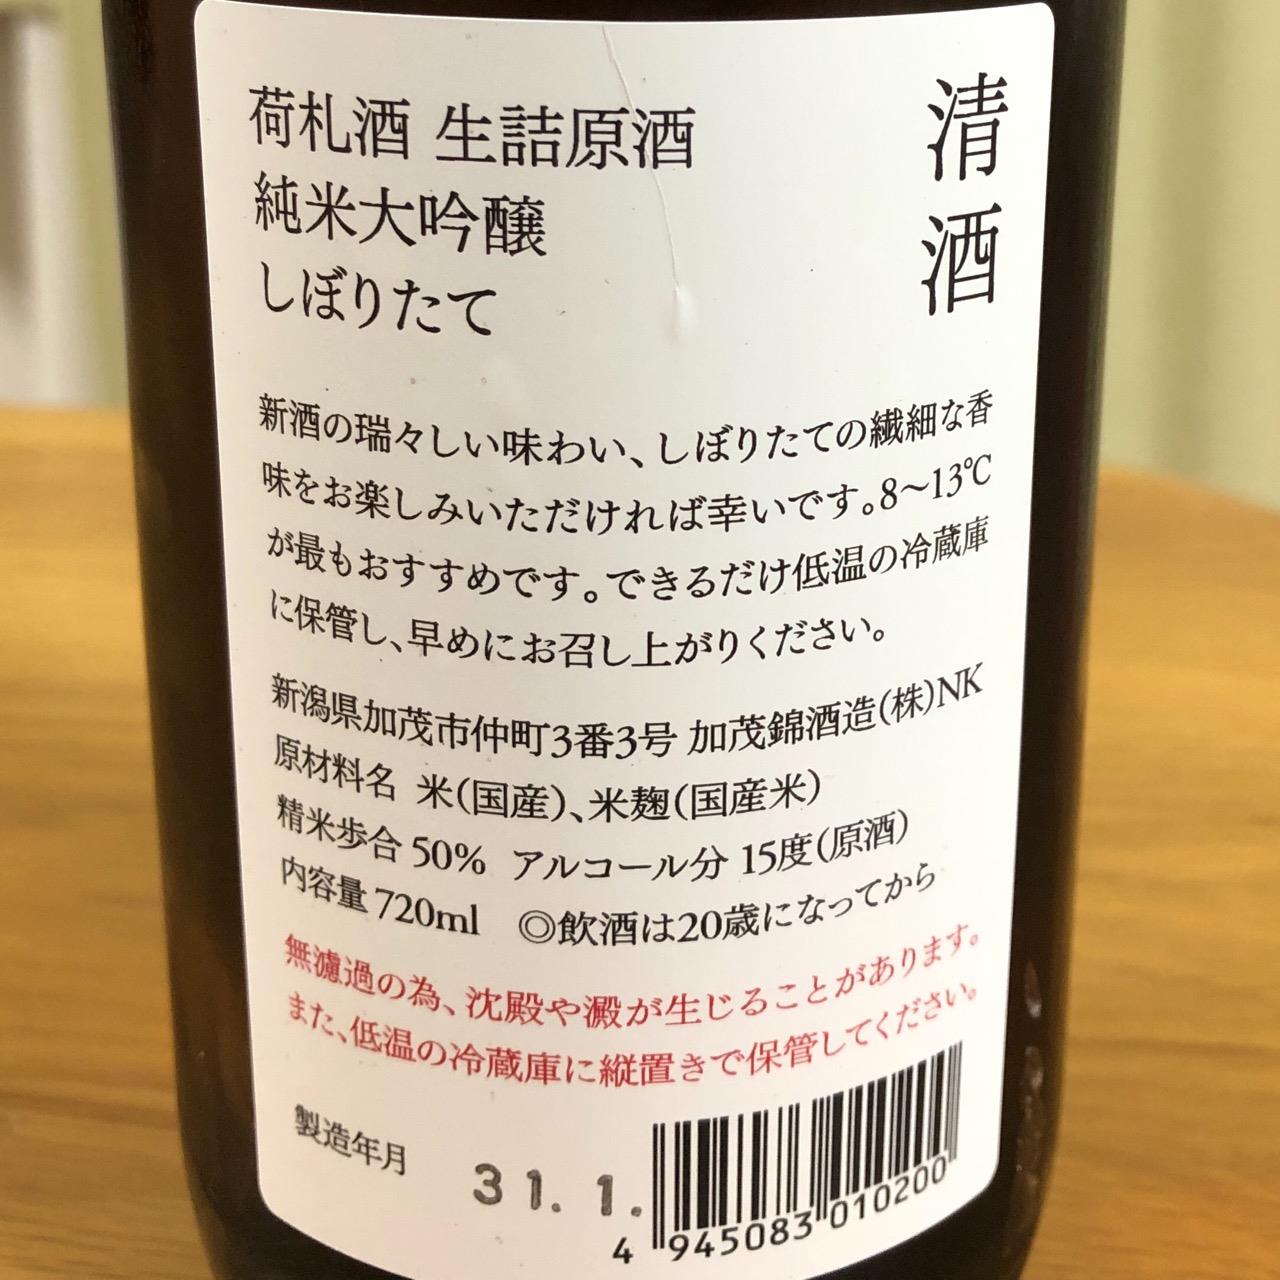 清酒
荷札酒 生詰原酒
純米大吟醸
しぼりたて
新酒の瑞々しい味わい、しぼりたての繊細な香
味をお楽しみいただければ幸いです。8〜13℃
が最もおすすめです。できるだけ低温の冷蔵庫
に保管し、早めにお召し上がりください。
新潟県加茂市仲町3番3号 加茂錦酒造(株)NK
原材料名 米(国産)、米麹(国産米)
精米歩合 50% アルコール分 15度(原酒)
内容量 720ml ◎飲酒は20歳になってから
無濾過の為、沈殿や澱が生じることがあります。
また、低温の冷蔵庫に縦置きで保管してください。
製造年月 31. 1.
4 945083 010200